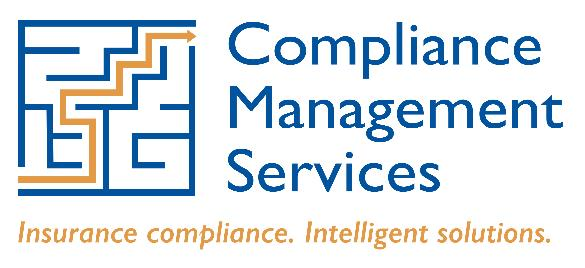 Compliance
Management
Services
Insurance compliance. Intelligent solutions.